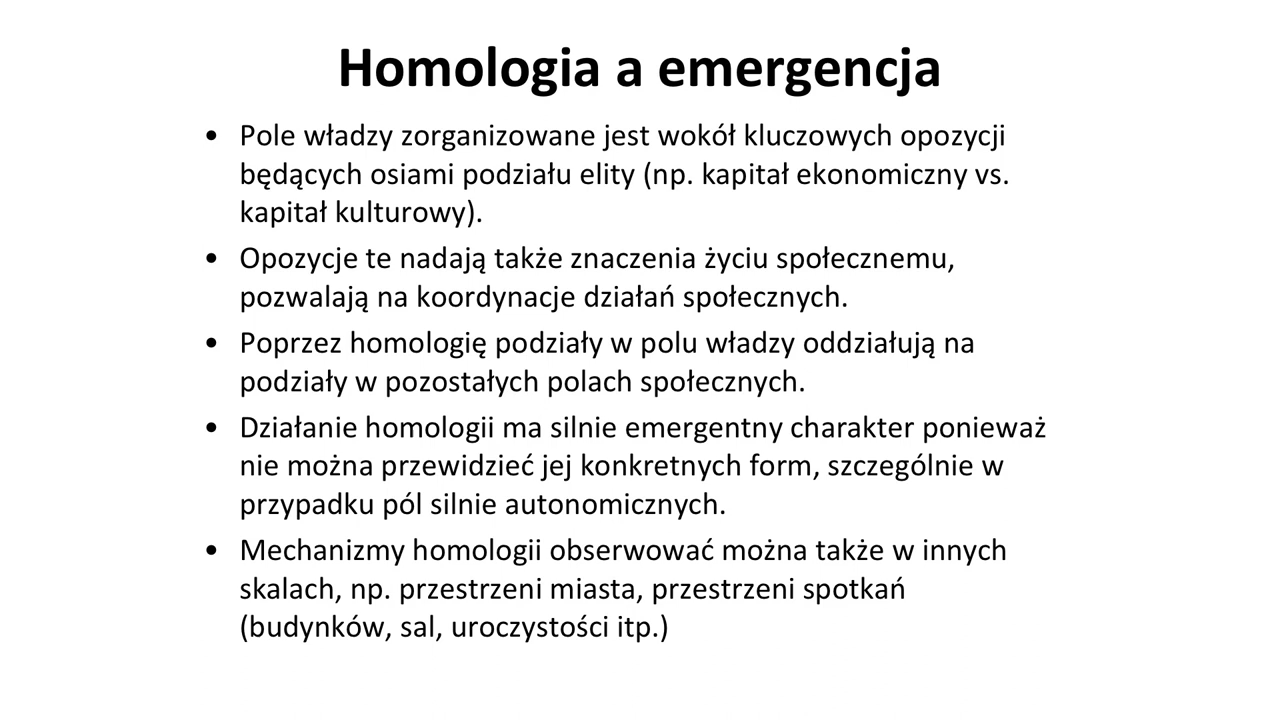 Homologia a emergencja
• Pole władzy zorganizowane jest wokół kluczowych opozycji
będących osiami podziału elity (np. kapitał ekonomiczny vs.
kapitał kulturowy).
• Opozycje te nadają także znaczenia życiu społecznemu,
pozwalają na koordynacje działań społecznych.
• Poprzez homologię podziały w polu władzy oddziałują na
podziały w pozostałych polach społecznych.
• Działanie homologii ma silnie emergentny charakter ponieważ
nie można przewidzieć jej konkretnych form, szczególnie w
przypadku pól silnie autonomicznych.
• Mechanizmy homologii obserwować można także w innych
skalach, np. przestrzeni miasta, przestrzeni spotkań
(budynków, sal, uroczystości itp.)